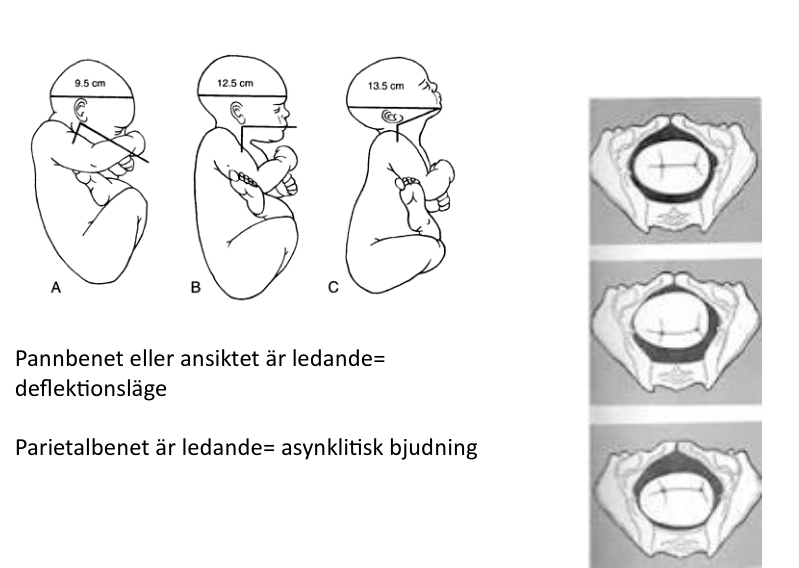 9.5 cm
12.5 cm
13.5 cm
A
B
C
Pannbenet eller ansiktet är ledande=
deflektionsläge
Parietalbenet är ledande= asynklitisk bjudning